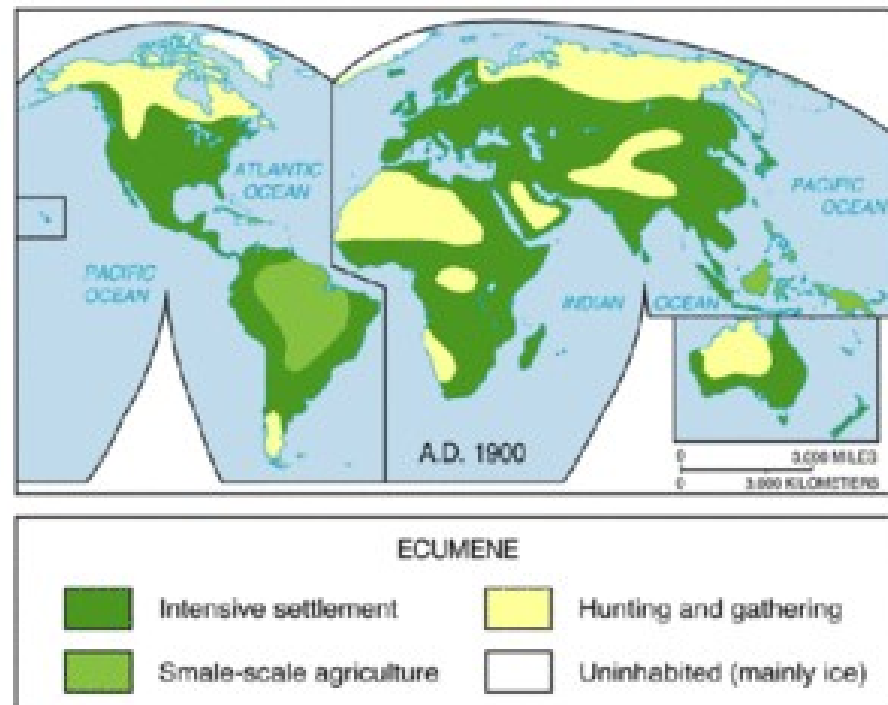 ATLANTIC
OCEAN
PACIFIC
OCEAN
PACIFIC
OCEAN
INDIAN OCEAN
A.D. 1900
0 3,000 MILES
0 3,000 KILOMETERS
ECUMENE
Intensive settlement
Hunting and gathering
Smale-scale agriculture
Uninhabited (mainly ice)